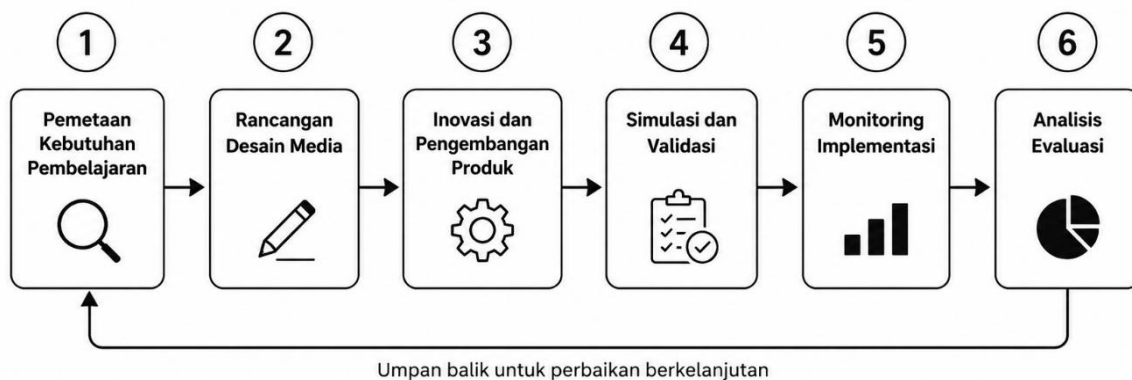 1
2
3
4
5
6
Pemetaan
Kebutuhan
Pembelajaran
Rancangan
Desain Media
Inovasi dan
Pengembangan
Produk
Simulasi dan
Validasi
Monitoring
Implementasi
Analisis
Evaluasi
Umpan balik untuk perbaikan berkelanjutan